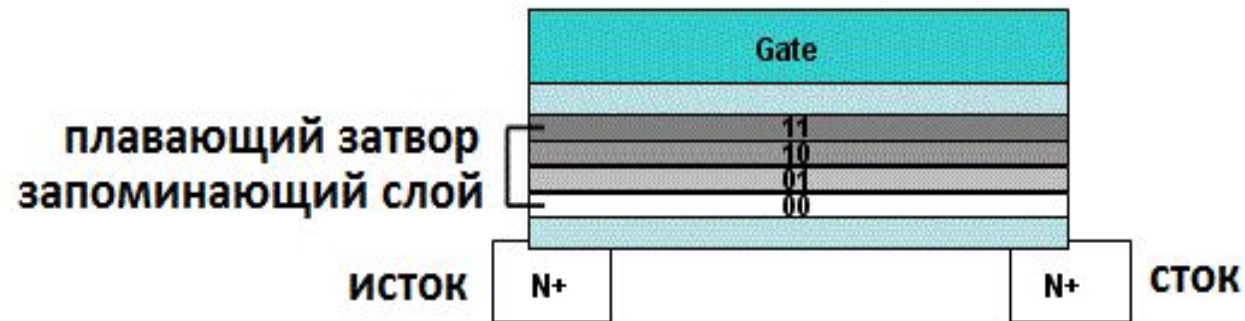 Gate
плавающий затвор
запоминающий слой
11
10
01
00
исток
N+
N+
сток